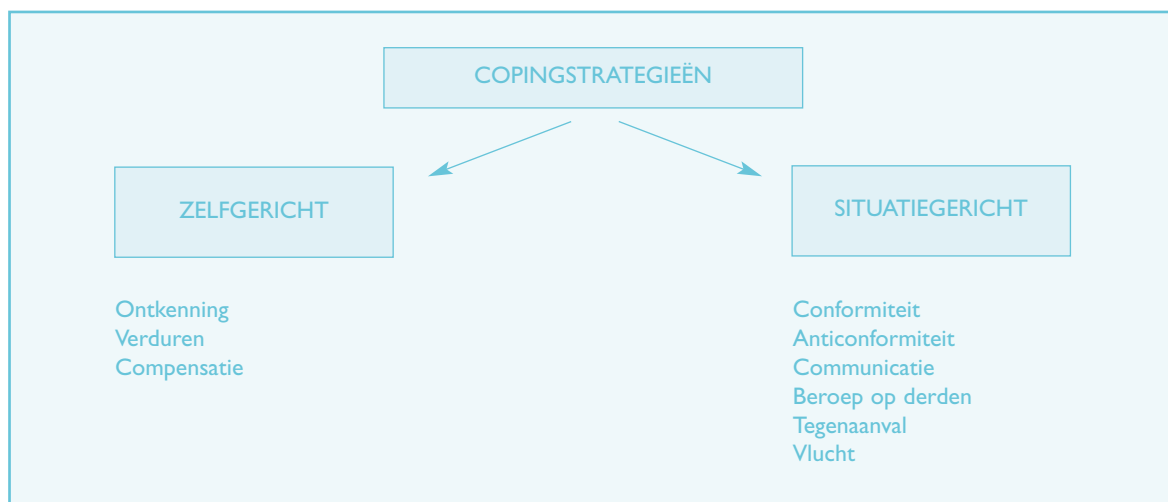 COPINGSTRATEGIEËN
ZELFGERICHT
SITUATIEGERICHT
Ontkenning
Verduren
Compensatie
Conformiteit
Anticonformiteit
Communicatie
Beroep op derden
Tegenaanval
Vlucht